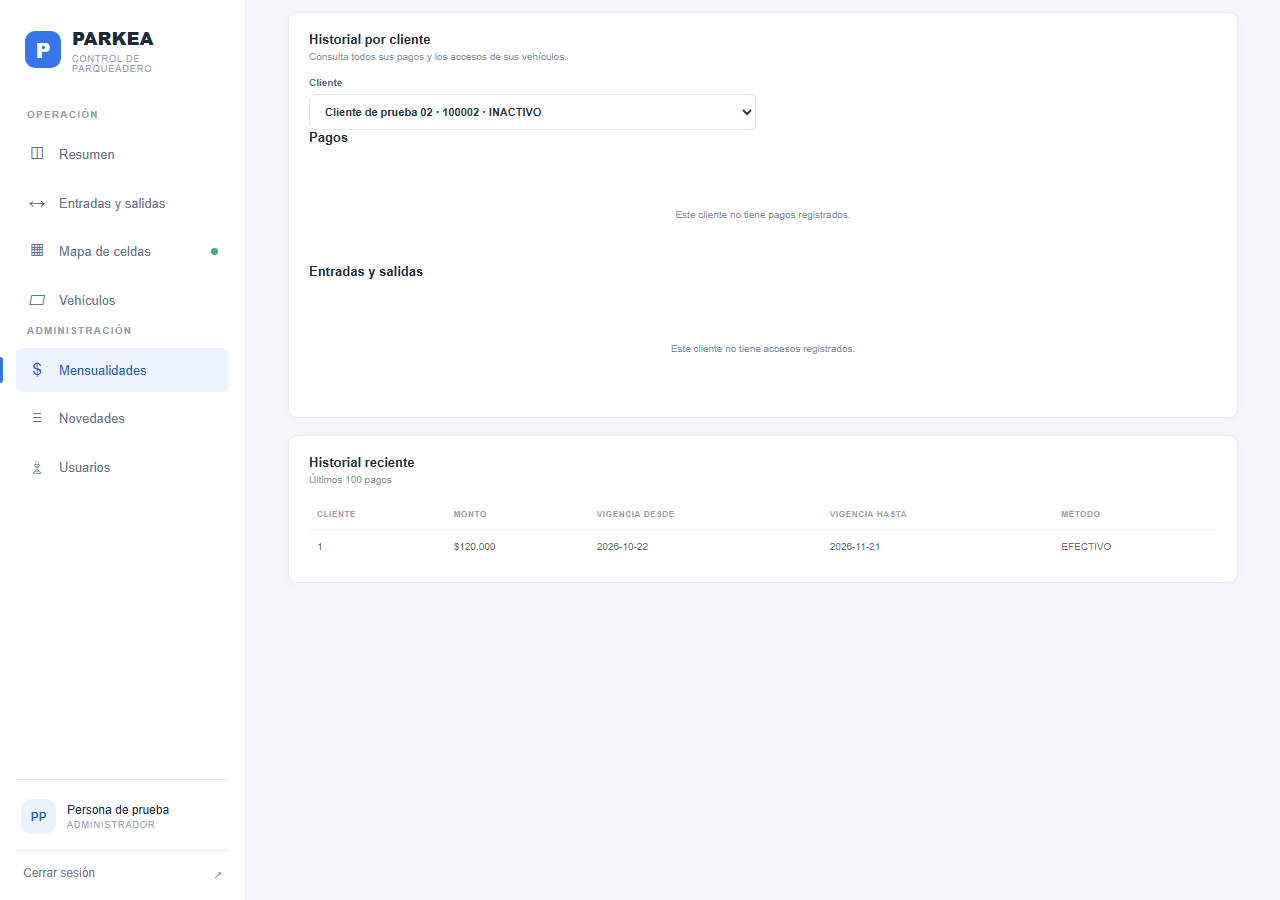 P
PARKEA
CONTROL DE
PARQUEADERO
OPERACIÓN
Resumen
Entradas y salidas
Mapa de celdas
Vehículos
ADMINISTRACIÓN
$ Mensualidades
Novedades
Usuarios
PP
Persona de prueba
ADMINISTRADOR
Cerrar sesión ↗
Historial por cliente
Consulta todos sus pagos y los accesos de sus vehículos.
Cliente
Cliente de prueba 02 · 100002 · INACTIVO
Pagos
Este cliente no tiene pagos registrados.
Entradas y salidas
Este cliente no tiene accesos registrados.
Historial reciente
Últimos 100 pagos
CLIENTE MONTO VIGENCIA DESDE VIGENCIA HASTA MÉTODO
1 $120.000 2026-10-22 2026-11-21 EFECTIVO